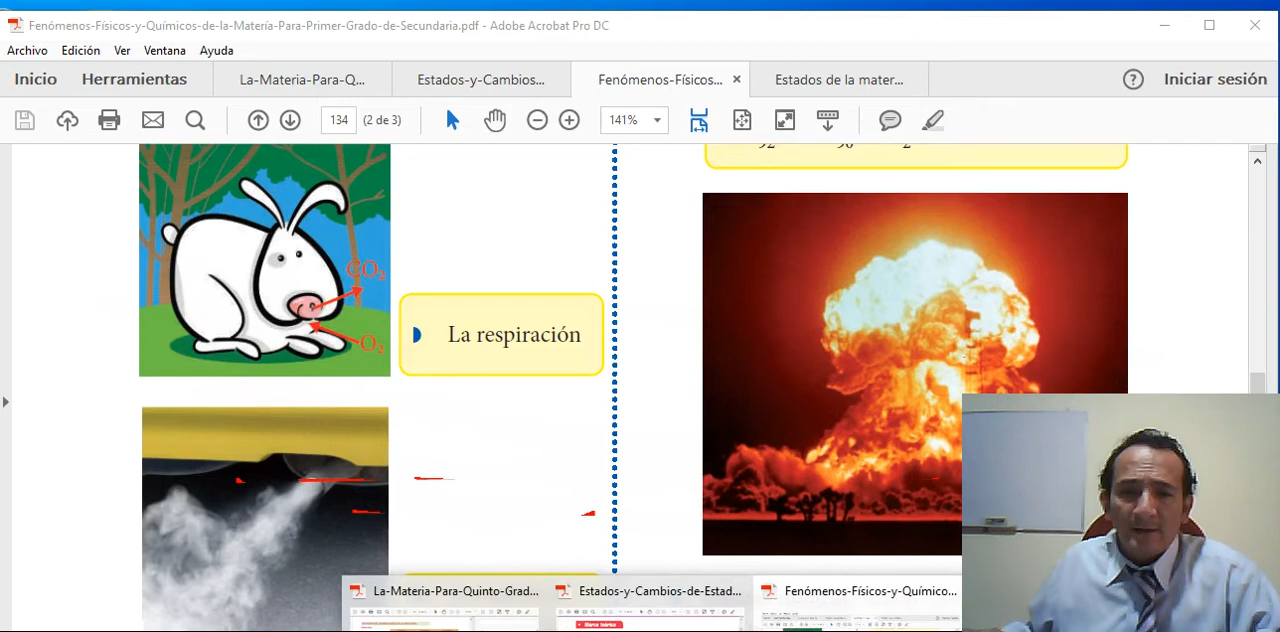 Fenómenos-Físicos-y-Químicos-de-la-Matería-Para-Primer-Grado-de-Secundaria.pdf - Adobe Acrobat Pro DC
Archivo Edición Ver Ventana Ayuda
Inicio Herramientas La-Materia-Para-Q... Estados-y-Cambios... Fenómenos-Físicos... × Estados de la mater... ? Iniciar sesión
134 (2 de 3) 141%
CO₂
O₂
La respiración
La-Materia-Para-Quinto-Grad...
Estados-y-Cambios-de-Estad...
Fenómenos-Físicos-y-Químico...